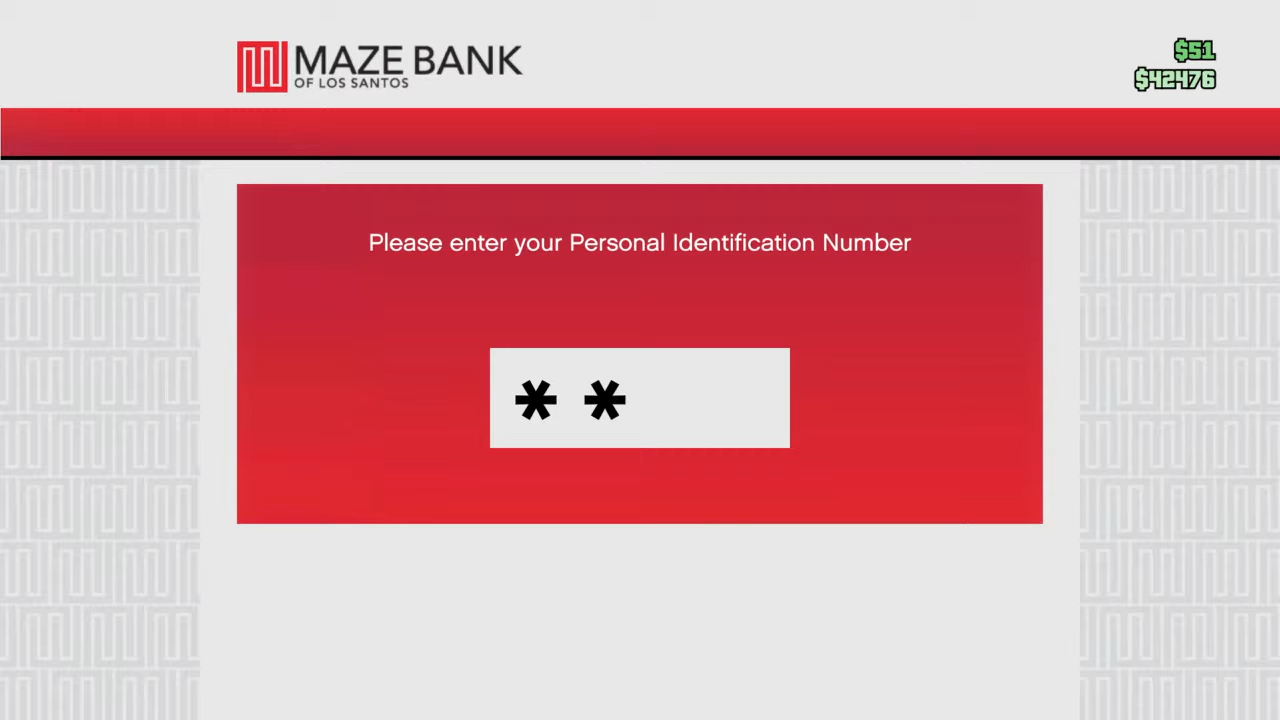 MAZE BANK
OF LOS SANTOS
$51
$42476
Please enter your Personal Identification Number
* *